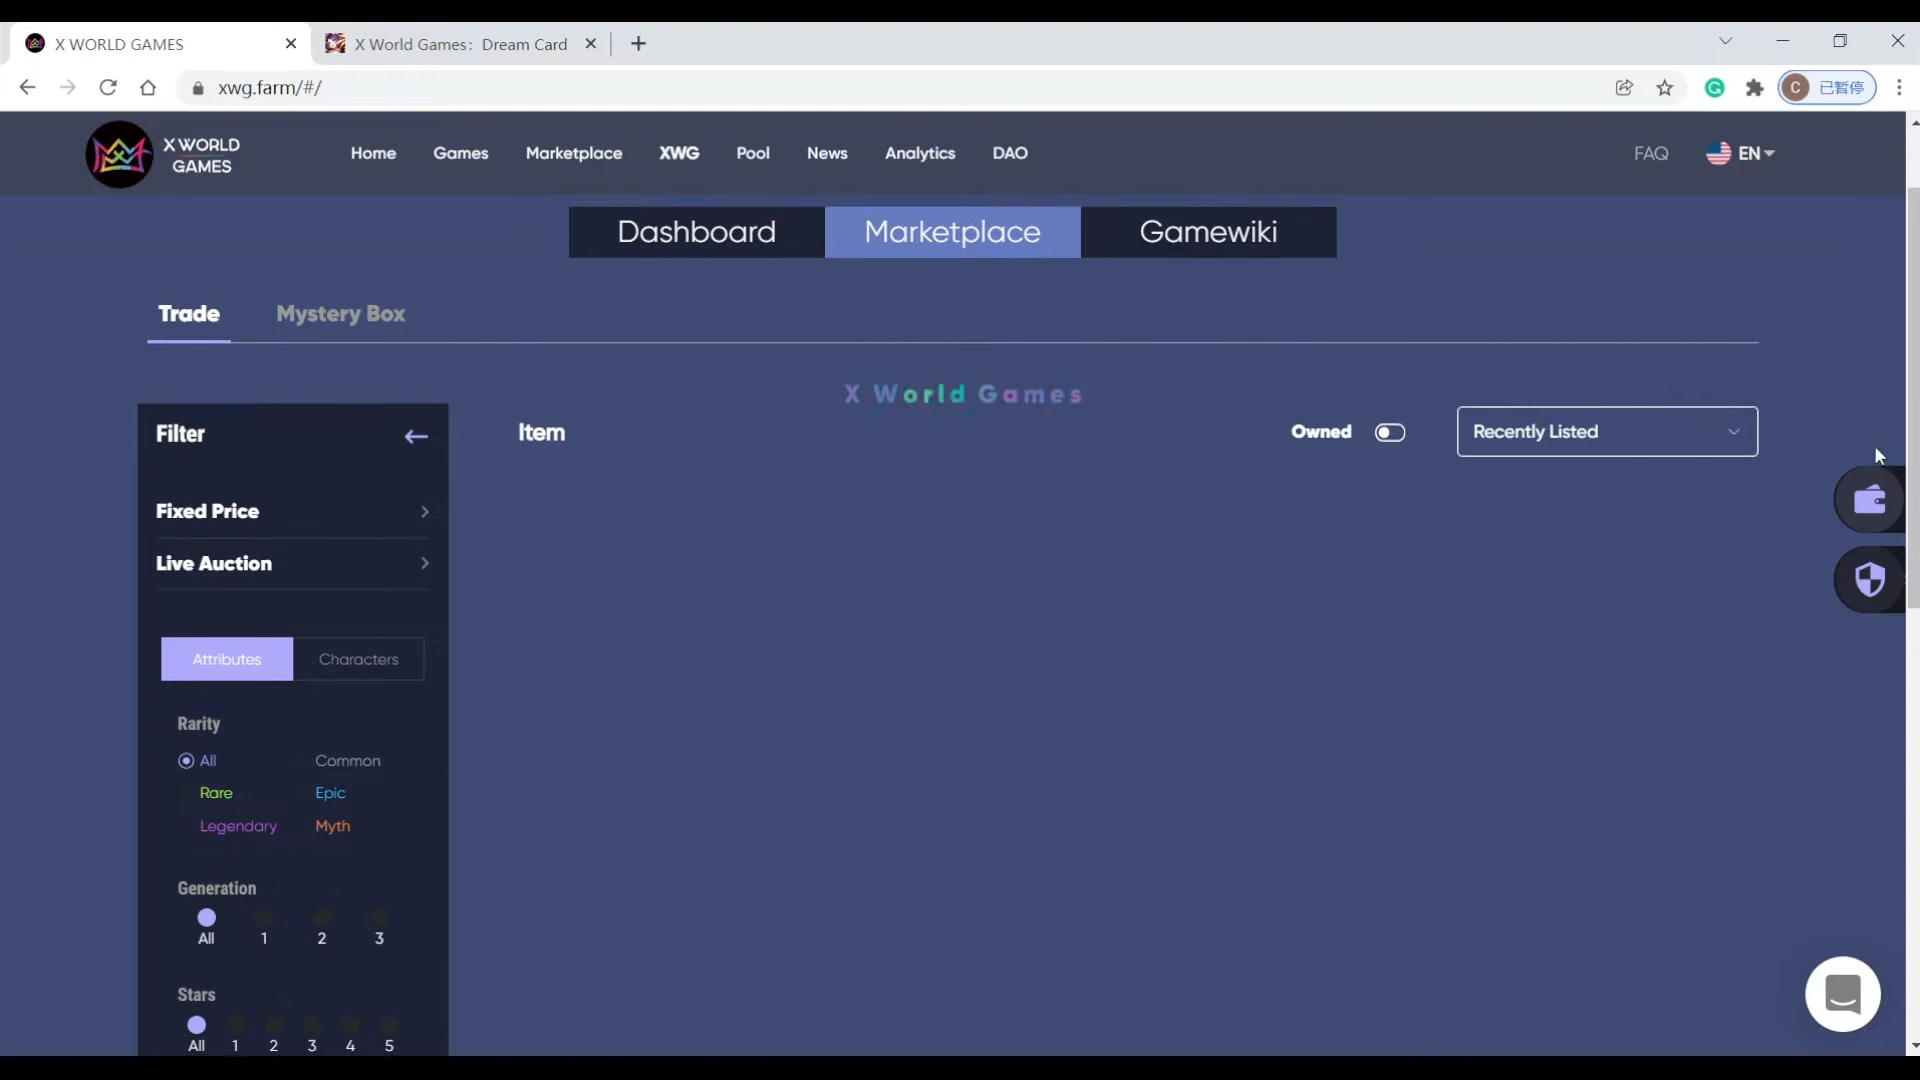 X WORLD GAMES
X World Games: Dream Card
xwg.farm/#/
C 已暂停
X WORLD
GAMES
Home Games Marketplace XWG Pool News Analytics DAO FAQ EN
Dashboard Marketplace Gamewiki
Trade Mystery Box
X World Games
Filter
Item
Owned
Recently Listed
Fixed Price
Live Auction
Attributes Characters
Rarity
All Common
Rare Epic
Legendary Myth
Generation
All 1 2 3
Stars
All 1 2 3 4 5